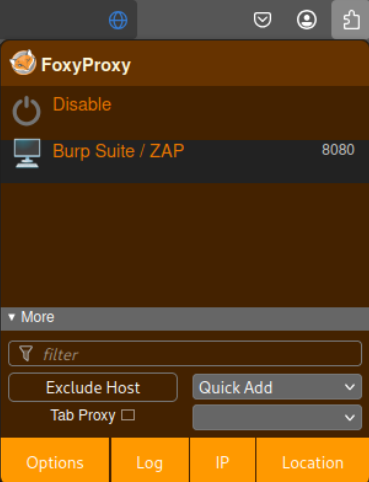 FoxyProxy
Disable
Burp Suite / ZAP 8080
▾ More
filter
Exclude Host Quick Add
Tab Proxy
Options Log IP Location